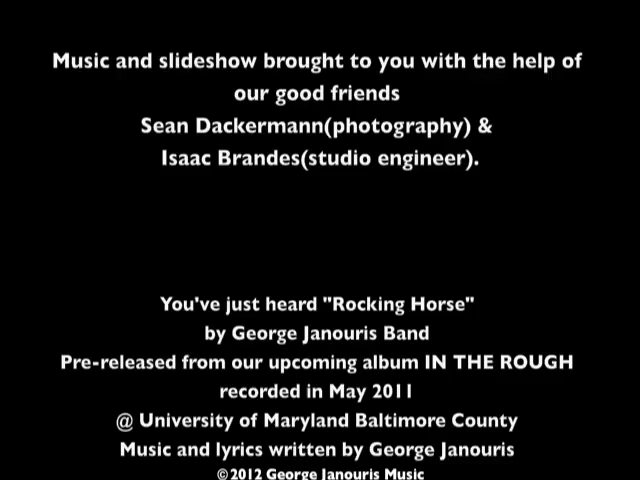 Music and slideshow brought to you with the help of
our good friends
Sean Dackermann(photography) &
Isaac Brandes(studio engineer).
You've just heard "Rocking Horse"
by George Janouris Band
Pre-released from our upcoming album IN THE ROUGH
recorded in May 2011
@ University of Maryland Baltimore County
Music and lyrics written by George Janouris
©2012 George Janouris Music